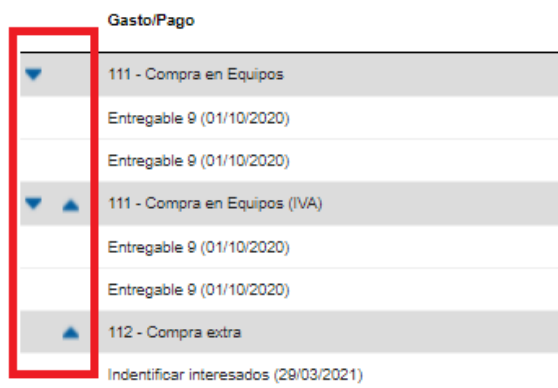 Gasto/Pago
111 - Compra en Equipos
Entregable 9 (01/10/2020)
Entregable 9 (01/10/2020)
111 - Compra en Equipos (IVA)
Entregable 9 (01/10/2020)
Entregable 9 (01/10/2020)
112 - Compra extra
Indentificar interesados (29/03/2021)